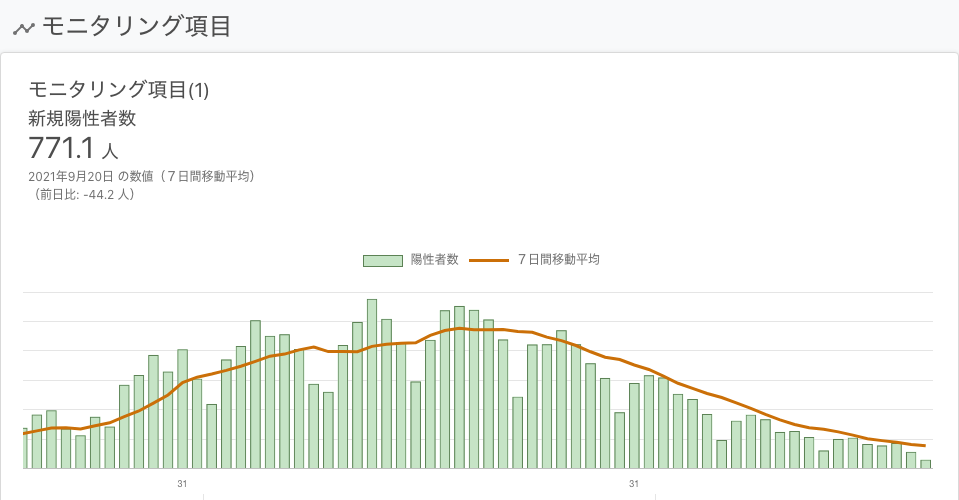 モニタリング項目
モニタリング項目(1)
新規陽性者数
771.1 人
2021年9月20日 の数値（７日間移動平均）
（前日比: -44.2 人）
陽性者数 ７日間移動平均
31 31